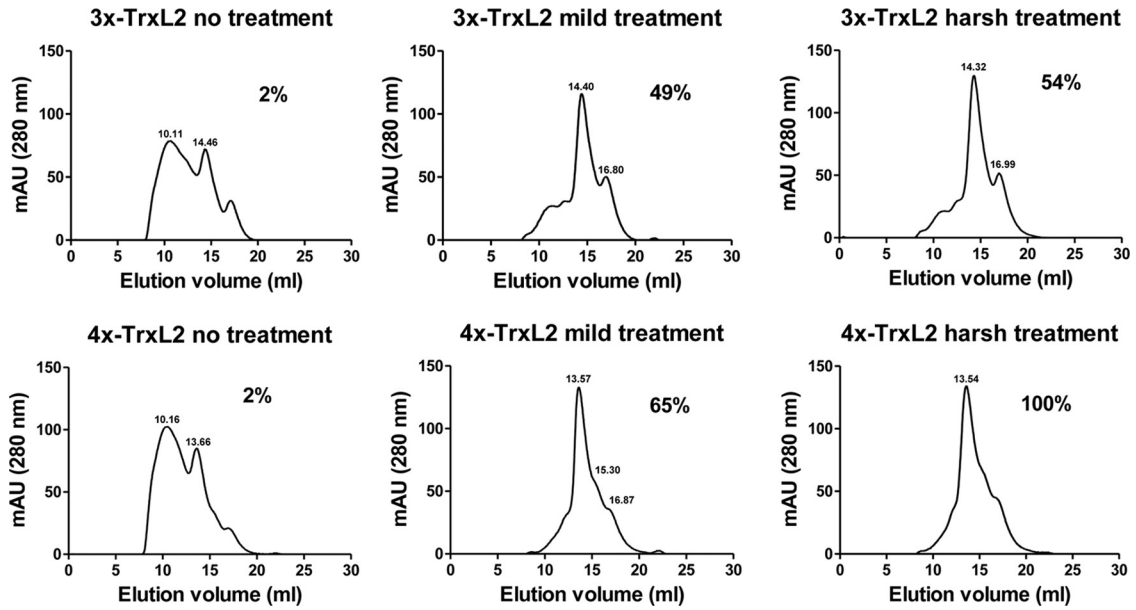 3x-TrxL2 no treatment
mAU (280 nm)
150
100
50
0
10.11
14.46
2%
0 5 10 15 20 25 30
Elution volume (ml)
3x-TrxL2 mild treatment
mAU (280 nm)
150
100
50
0
14.40
16.80
49%
0 5 10 15 20 25 30
Elution volume (ml)
3x-TrxL2 harsh treatment
mAU (280 nm)
150
100
50
0
14.32
16.99
54%
0 5 10 15 20 25 30
Elution volume (ml)
4x-TrxL2 no treatment
mAU (280 nm)
150
100
50
0
10.16
13.66
2%
0 5 10 15 20 25 30
Elution volume (ml)
4x-TrxL2 mild treatment
mAU (280 nm)
150
100
50
0
13.57
15.30
16.87
65%
0 5 10 15 20 25 30
Elution volume (ml)
4x-TrxL2 harsh treatment
mAU (280 nm)
150
100
50
0
13.54
100%
0 5 10 15 20 25 30
Elution volume (ml)